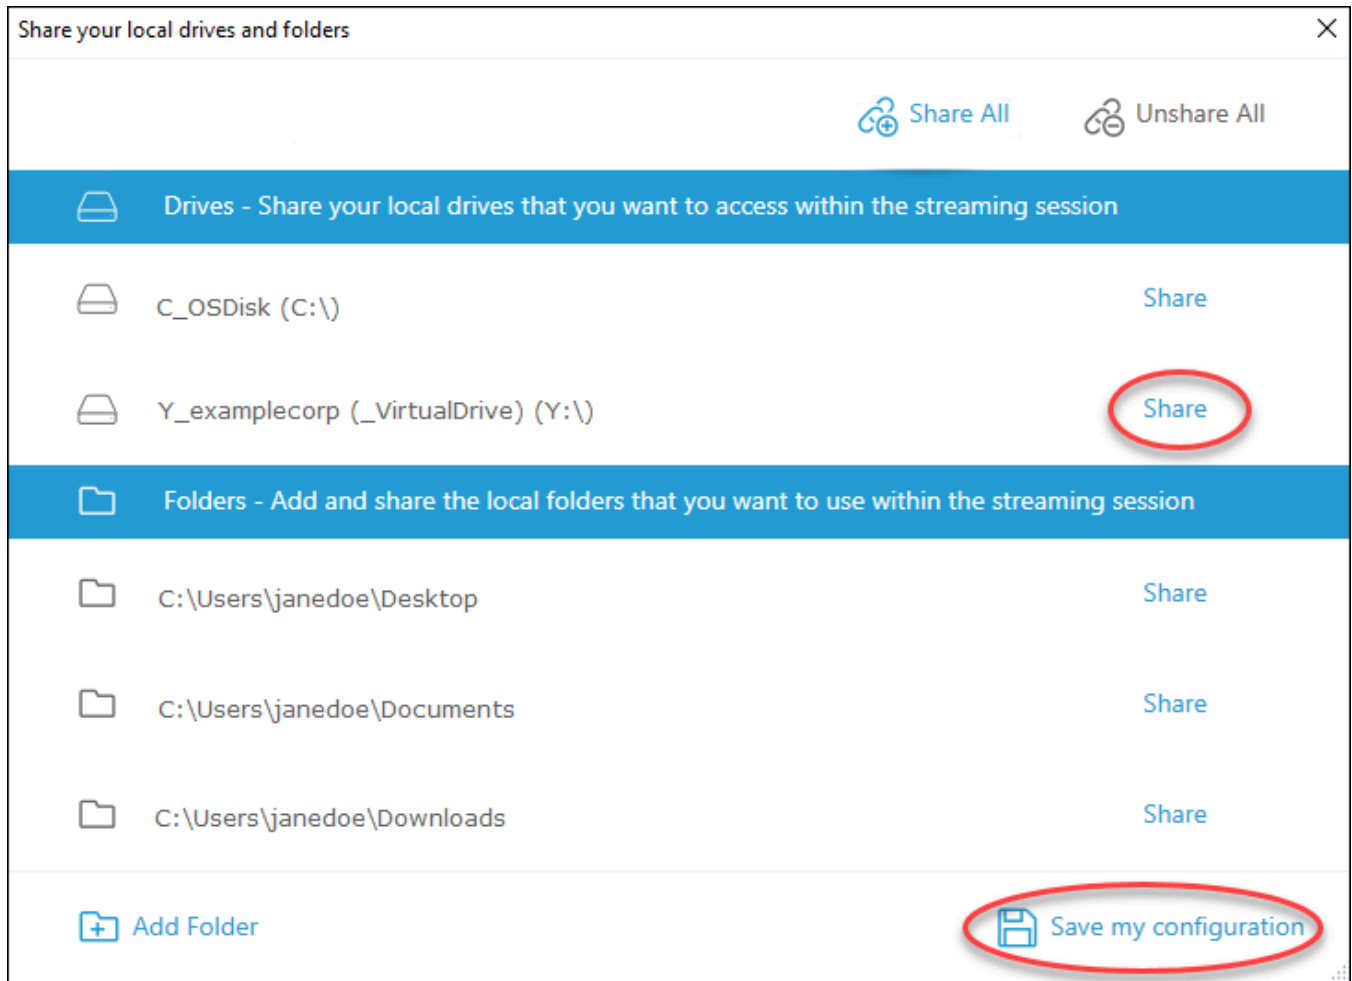 Share your local drives and folders
Share All
Unshare All
Drives - Share your local drives that you want to access within the streaming session
C_OSDisk (C:\)
Share
Y_examplecorp (_VirtualDrive) (Y:\)
Share
Folders - Add and share the local folders that you want to use within the streaming session
C:\Users\janedoe\Desktop
Share
C:\Users\janedoe\Documents
Share
C:\Users\janedoe\Downloads
Share
Add Folder
Save my configuration